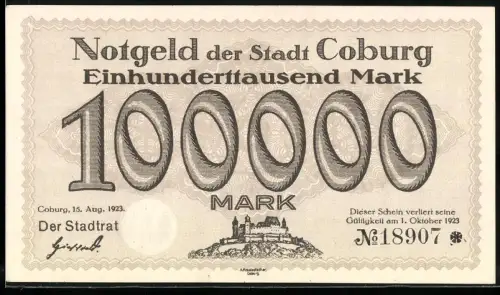 Notgeld der Stadt Coburg
Einhunderttausend Mark
100000
MARK
Coburg, 15. Aug. 1923.
Der Stadtrat
Dieser Schein verliert seine
Gültigkeit am 1. Oktober 1923
№18907